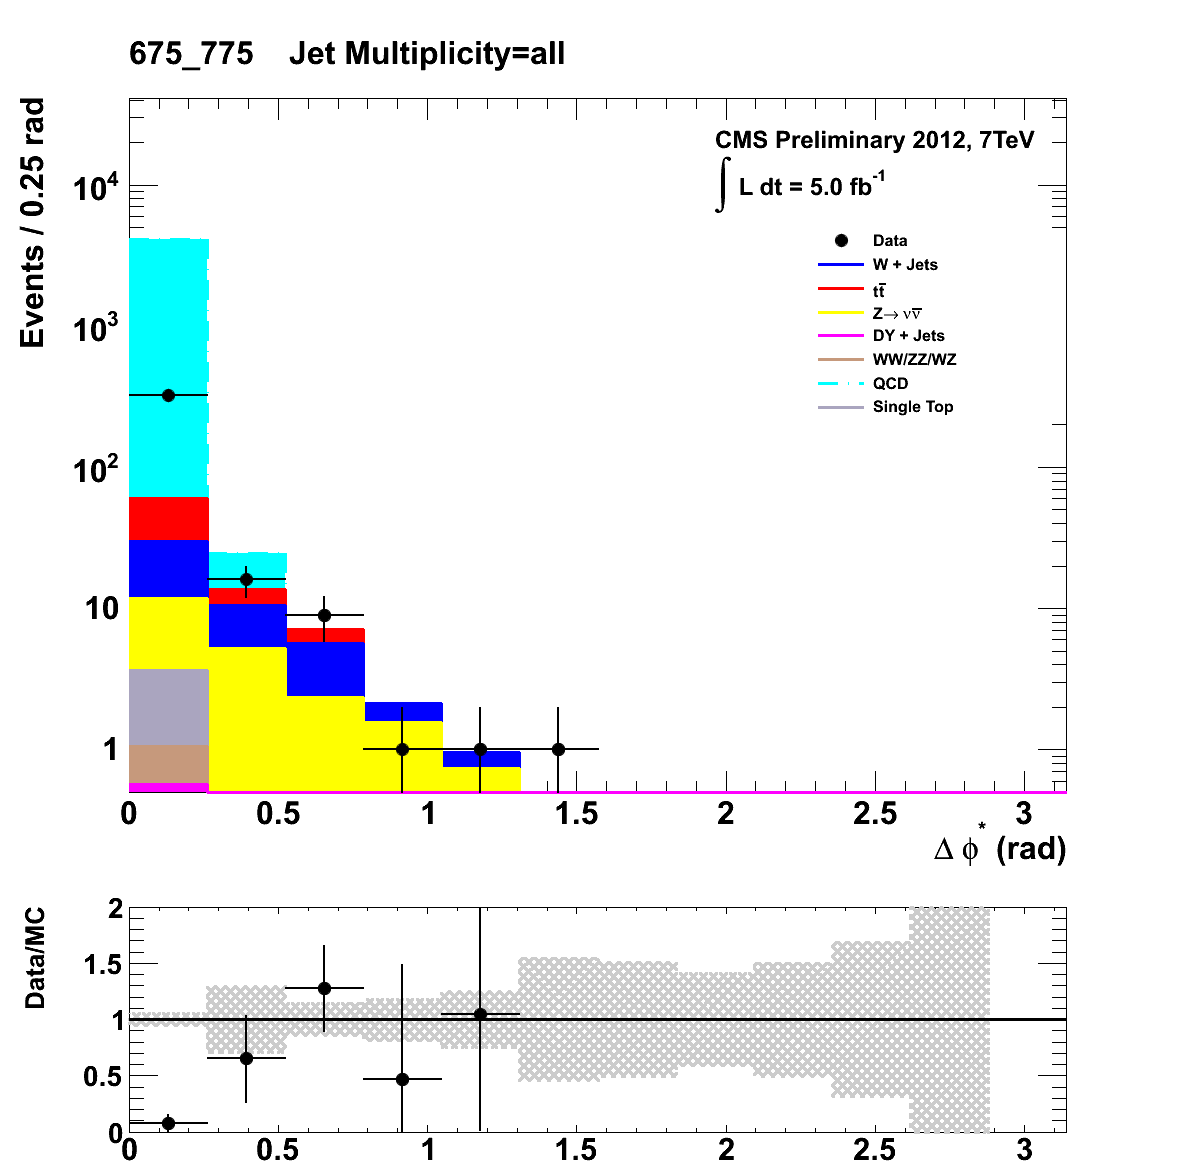 675_775 Jet Multiplicity=all
Events / 0.25 rad
10⁴
10³
10²
10
1
CMS Preliminary 2012, 7TeV
∫ L dt = 5.0 fb⁻¹
Data
W + Jets
tt̅
Z→ νν̅
DY + Jets
WW/ZZ/WZ
QCD
Single Top
0 0.5 1 1.5 2 2.5 3
Δ ϕ* (rad)
Data/MC
2
1.5
1
0.5
0
0 0.5 1 1.5 2 2.5 3